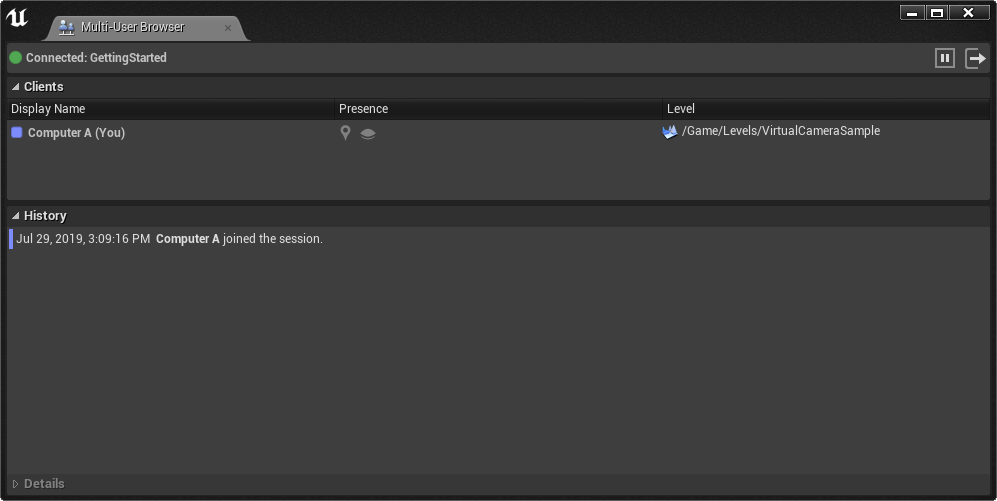 Multi-User Browser
Connected: GettingStarted
Clients
Display Name Presence Level
Computer A (You) /Game/Levels/VirtualCameraSample
History
Jul 29, 2019, 3:09:16 PM Computer A joined the session.
Details